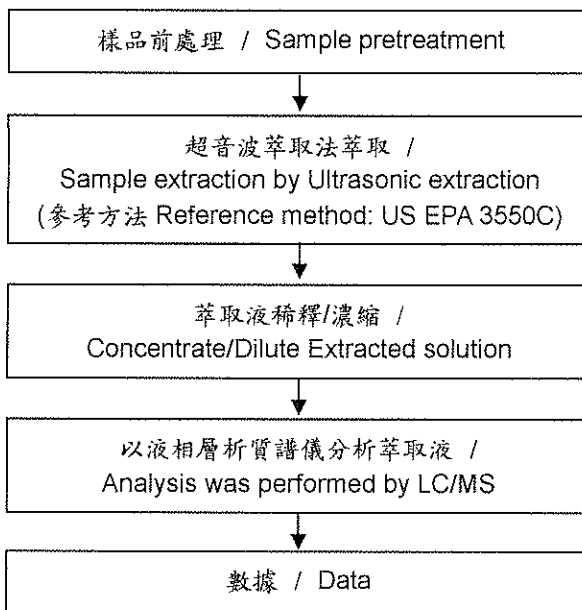 樣品前處理 / Sample pretreatment
超音波萃取法萃取 /
Sample extraction by Ultrasonic extraction
(參考方法 Reference method: US EPA 3550C)
萃取液稀釋/濃縮 /
Concentrate/Dilute Extracted solution
以液相層析質譜儀分析萃取液 /
Analysis was performed by LC/MS
數據 / Data